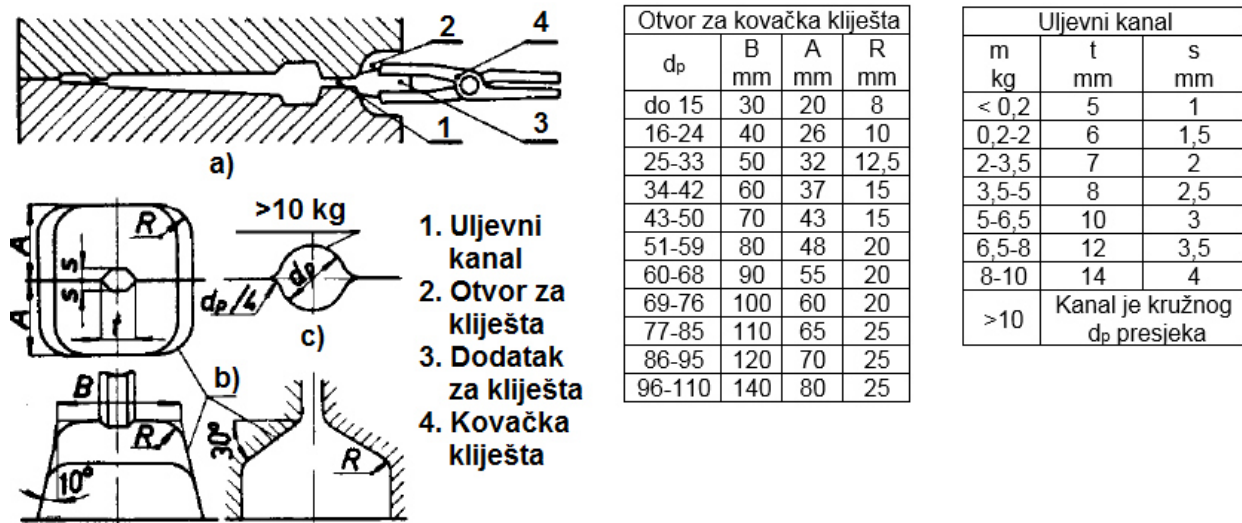 2
4
1
3
a)
>10 kg
A
A
R
s
s
t
dₚ
dₚ/4
c)
b)
B
R
10°
30°
R
1. Uljevni
kanal
2. Otvor za
kliješta
3. Dodatak
za kliješta
4. Kovačka
kliješta
Otvor za kovačka kliješta
dₚ B mm A mm R mm
do 15 30 20 8
16-24 40 26 10
25-33 50 32 12,5
34-42 60 37 15
43-50 70 43 15
51-59 80 48 20
60-68 90 55 20
69-76 100 60 20
77-85 110 65 25
86-95 120 70 25
96-110 140 80 25
Uljevni kanal
m t s
kg mm mm
< 0,2 5 1
0,2-2 6 1,5
2-3,5 7 2
3,5-5 8 2,5
5-6,5 10 3
6,5-8 12 3,5
8-10 14 4
>10 Kanal je kružnog
dₚ presjeka